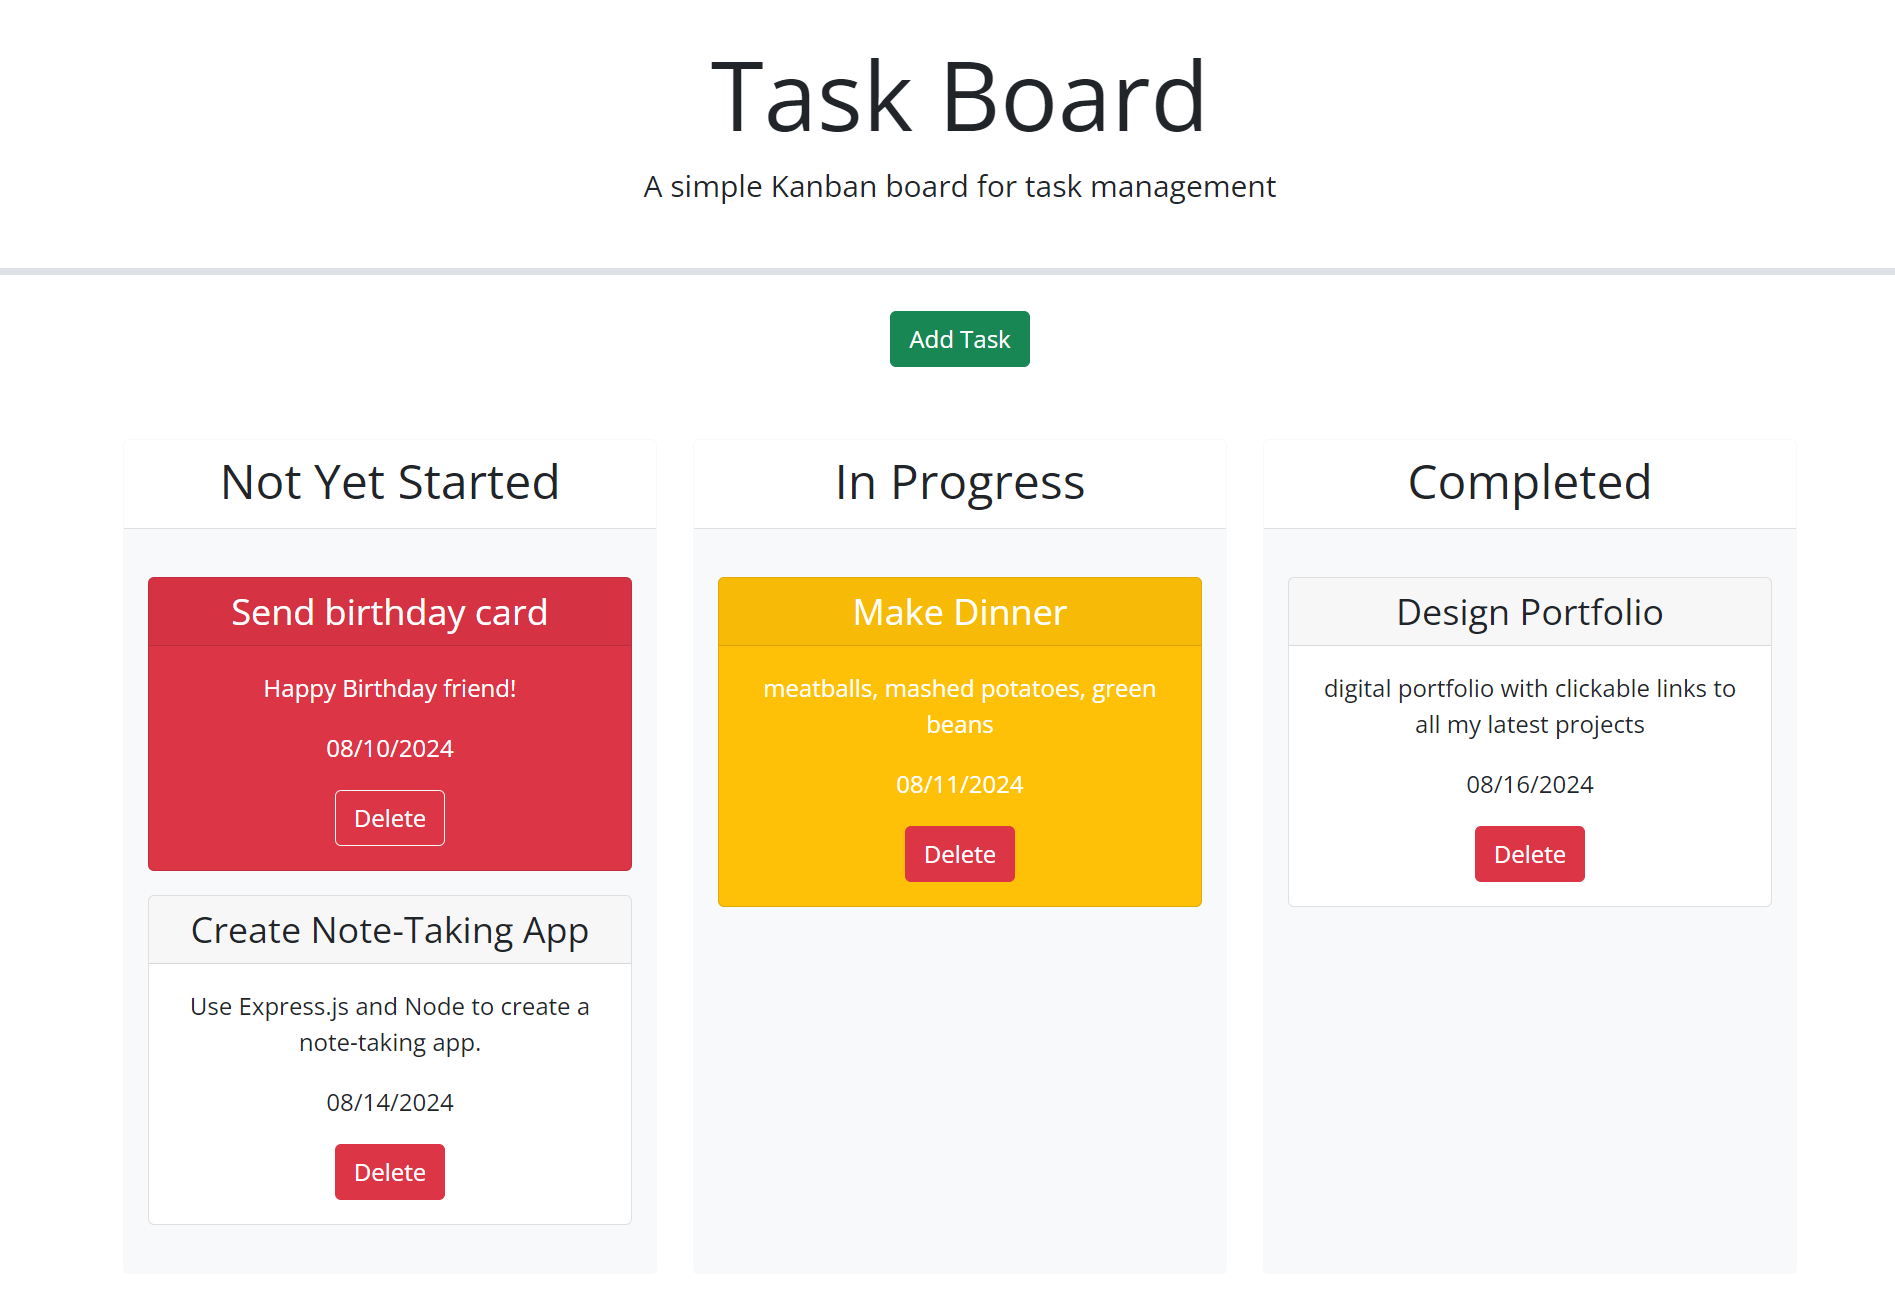 Task Board
A simple Kanban board for task management
Add Task
Not Yet Started
Send birthday card
Happy Birthday friend!
08/10/2024
Delete
Create Note-Taking App
Use Express.js and Node to create a
note-taking app.
08/14/2024
Delete
In Progress
Make Dinner
meatballs, mashed potatoes, green
beans
08/11/2024
Delete
Completed
Design Portfolio
digital portfolio with clickable links to
all my latest projects
08/16/2024
Delete